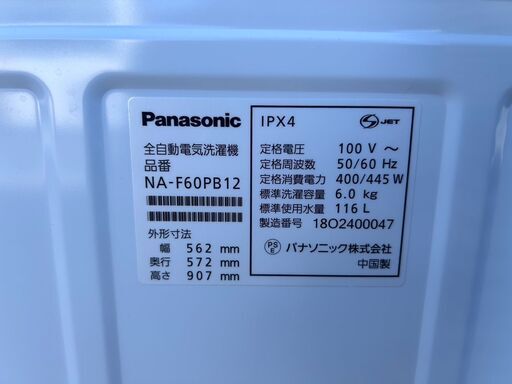 Panasonic
全自動電気洗濯機
品番
NA-F60PB12
外形寸法
幅 562 mm
奥行 572 mm
高さ 907 mm
IPX4
S JET
定格電圧 100 V ～
定格周波数 50/60 Hz
定格消費電力 400/445 W
標準洗濯容量 6.0 kg
標準使用水量 116 L
製造番号 18O2400047
PS E パナソニック株式会社
中国製